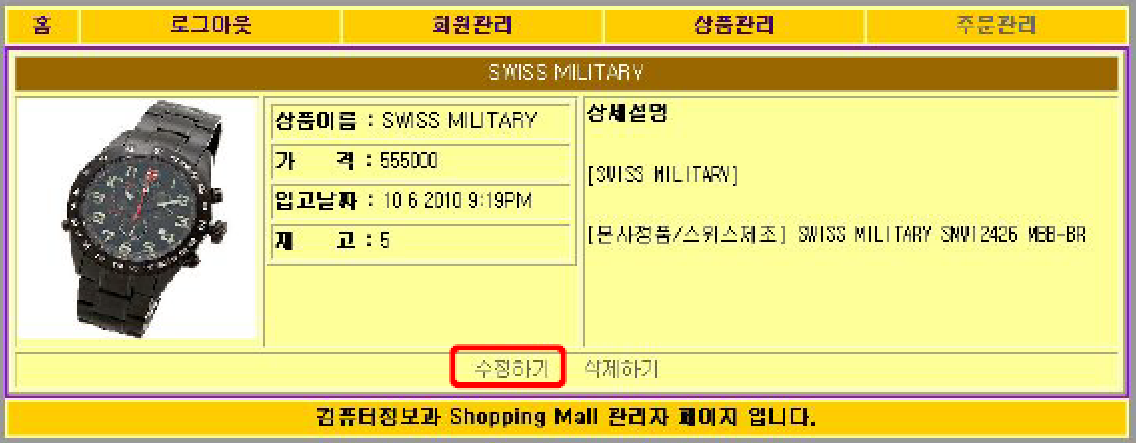 홈 로그아웃 회원관리 상품관리 주문관리
SWISS MILITARY
상품이름 : SWISS MILITARY
가 격 : 555000
입고날짜 : 10 6 2010 9:19PM
재 고 : 5
상세설명
[SWISS MILITARY]
[본사정품/스위스제조] SWISS MILITARY
수정하기 삭제하기
컴퓨터정보과 Shopping Mall 관리자 페이지 입니다.